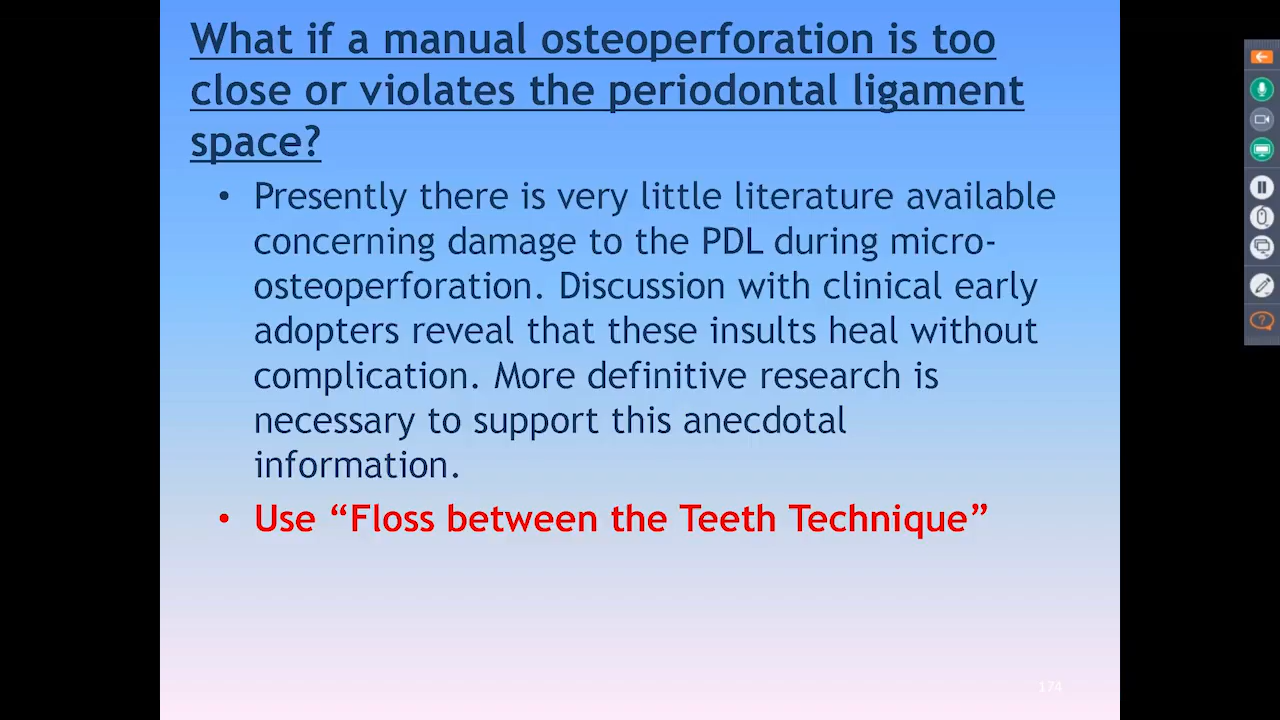 What if a manual osteoperforation is too
close or violates the periodontal ligament
space?
• Presently there is very little literature available
concerning damage to the PDL during micro-
osteoperforation. Discussion with clinical early
adopters reveal that these insults heal without
complication. More definitive research is
necessary to support this anecdotal
information.
• Use “Floss between the Teeth Technique”
174